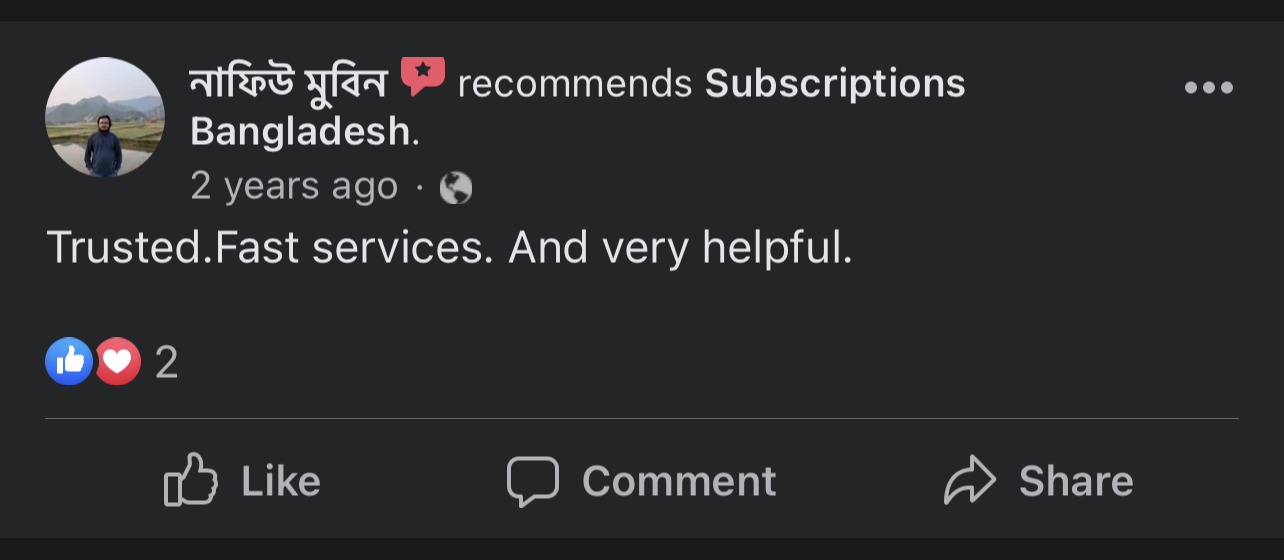 নাফিউ মুবিন recommends Subscriptions
Bangladesh.
2 years ago ·
Trusted.Fast services. And very helpful.
2
Like Comment Share